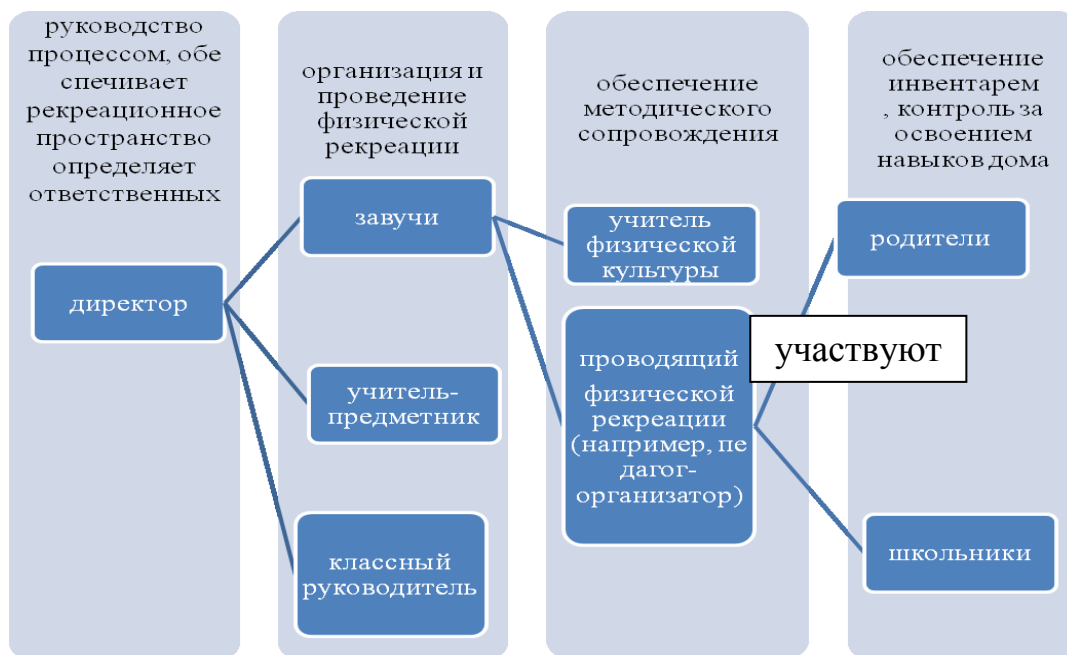 руководство
процессом, обе
спечивает
рекреационное
пространство
определяет
ответственных
директор
организация и
проведение
физической
рекреации
завучи
учитель-
предметник
классный
руководитель
обеспечение
методического
сопровождения
учитель
физической
культуры
проводящий
физической
рекреации
(например, пе
дагог-
организатор)
участвуют
обеспечение
инвентарем
, контроль за
освоением
навыков дома
родители
школьники